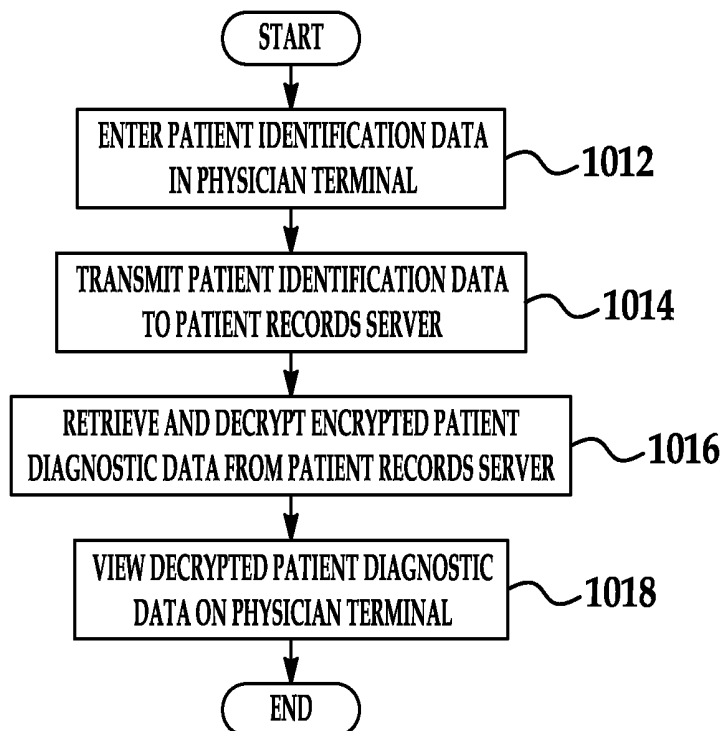 START
ENTER PATIENT IDENTIFICATION DATA
IN PHYSICIAN TERMINAL
1012
TRANSMIT PATIENT IDENTIFICATION DATA
TO PATIENT RECORDS SERVER
1014
RETRIEVE AND DECRYPT ENCRYPTED PATIENT
DIAGNOSTIC DATA FROM PATIENT RECORDS SERVER
1016
VIEW DECRYPTED PATIENT DIAGNOSTIC
DATA ON PHYSICIAN TERMINAL
1018
END